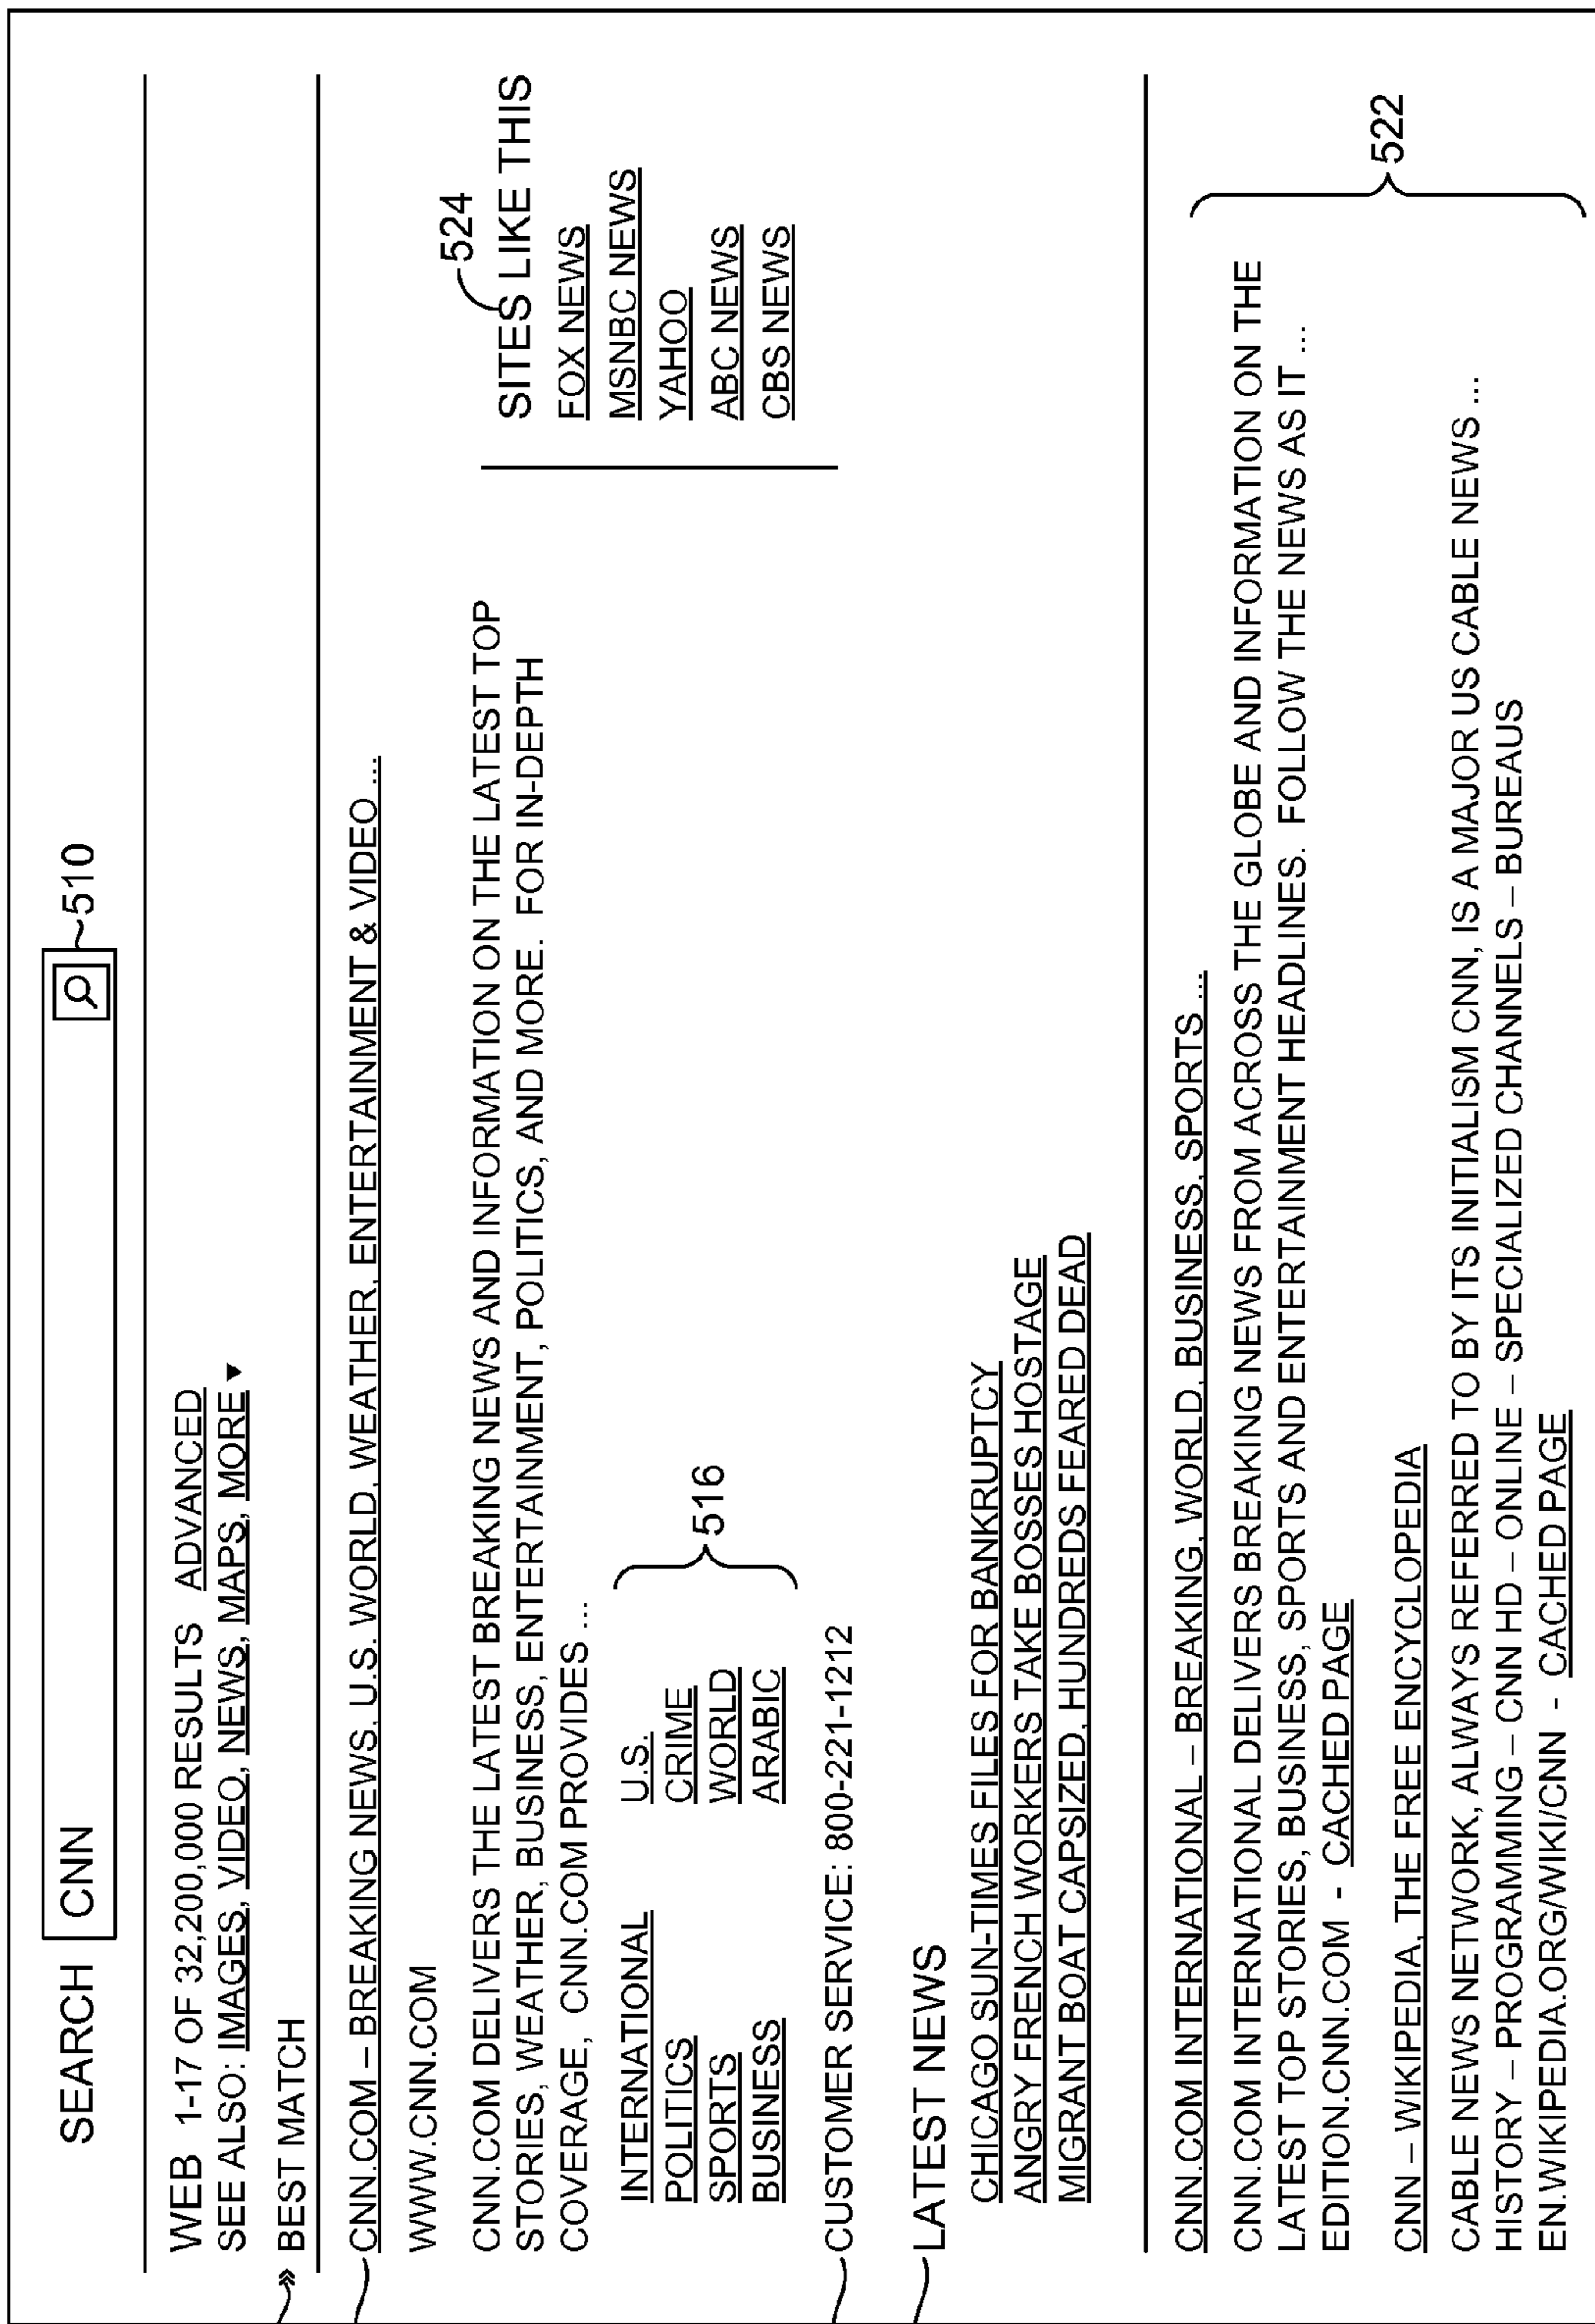 SEARCH CNN 510
WEB 1-17 OF 32,200,000 RESULTS ADVANCED
SEE ALSO: IMAGES, VIDEO, NEWS, MAPS, MORE ▼
» BEST MATCH
CNN.COM – BREAKING NEWS, U.S. WORLD, WEATHER, ENTERTAINMENT & VIDEO ...
WWW.CNN.COM
CNN.COM DELIVERS THE LATEST BREAKING NEWS AND INFORMATION ON THE LATEST TOP
STORIES, WEATHER, BUSINESS, ENTERTAINMENT, POLITICS, AND MORE. FOR IN-DEPTH
COVERAGE, CNN.COM PROVIDES ...
INTERNATIONAL U.S.
POLITICS CRIME
SPORTS WORLD
BUSINESS ARABIC
516
524
SITES LIKE THIS
FOX NEWS
MSNBC NEWS
YAHOO
ABC NEWS
CBS NEWS
CUSTOMER SERVICE: 800-221-1212
LATEST NEWS
CHICAGO SUN-TIMES FILES FOR BANKRUPTCY
ANGRY FRENCH WORKERS TAKE BOSSES HOSTAGE
MIGRANT BOAT CAPSIZED, HUNDREDS FEARED DEAD
CNN.COM INTERNATIONAL – BREAKING, WORLD, BUSINESS, SPORTS ...
CNN.COM INTERNATIONAL DELIVERS BREAKING NEWS FROM ACROSS THE GLOBE AND INFORMATION ON THE
LATEST TOP STORIES, BUSINESS, SPORTS AND ENTERTAINMENT HEADLINES. FOLLOW THE NEWS AS IT ...
EDITION.CNN.COM - CACHED PAGE
CNN – WIKIPEDIA, THE FREE ENCYCLOPEDIA
CABLE NEWS NETWORK, ALWAYS REFERRED TO BY ITS INITIALISM CNN, IS A MAJOR US CABLE NEWS ...
HISTORY – PROGRAMMING – CNN HD – ONLINE – SPECIALIZED CHANNELS – BUREAUS
EN.WIKIPEDIA.ORG/WIKI/CNN - CACHED PAGE
522